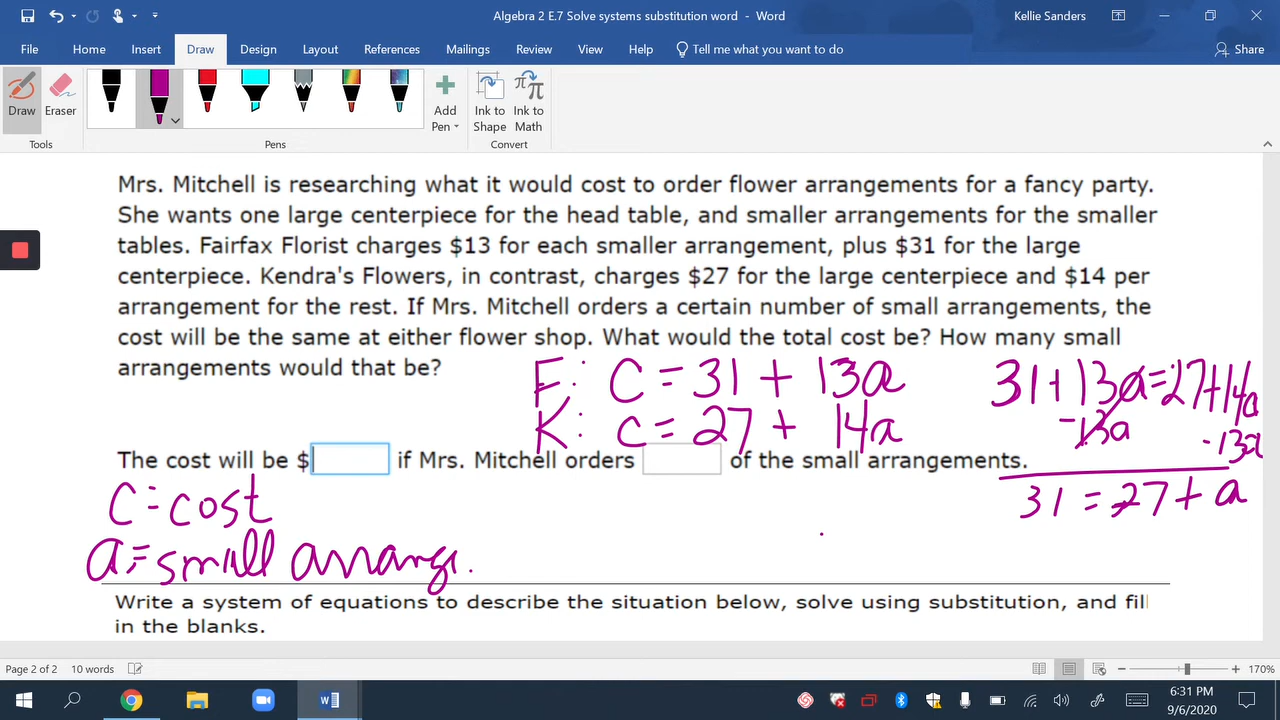 Algebra 2 E.7 Solve systems substitution word - Word
Kellie Sanders
File Home Insert Draw Design Layout References Mailings Review View Help Tell me what you want to do Share
Draw Eraser Add Pen Ink to Shape Ink to Math
Tools Pens Convert
Mrs. Mitchell is researching what it would cost to order flower arrangements for a fancy party.
She wants one large centerpiece for the head table, and smaller arrangements for the smaller
tables. Fairfax Florist charges $13 for each smaller arrangement, plus $31 for the large
centerpiece. Kendra's Flowers, in contrast, charges $27 for the large centerpiece and $14 per
arrangement for the rest. If Mrs. Mitchell orders a certain number of small arrangements, the
cost will be the same at either flower shop. What would the total cost be? How many small
arrangements would that be?
F: C = 31 + 13a
K: C = 27 + 14a
31 + 13a = 27 + 14a
-13a -13a
31 = 27 + a
The cost will be $ if Mrs. Mitchell orders of the small arrangements.
C = cost
a = small arrange.
Write a system of equations to describe the situation below, solve using substitution, and fill
in the blanks.
Page 2 of 2 10 words 170%
6:31 PM
9/6/2020